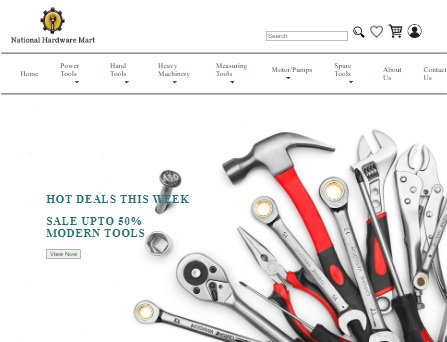 National Hardware Mart
Search
Home
Power
Tools
Hand
Tools
Heavy
Machinery
Measuring
Tools
Motor/Pumps
Spare
Tools
About
Us
Contact
Us
HOT DEALS THIS WEEK
SALE UPTO 50%
MODERN TOOLS
View Now